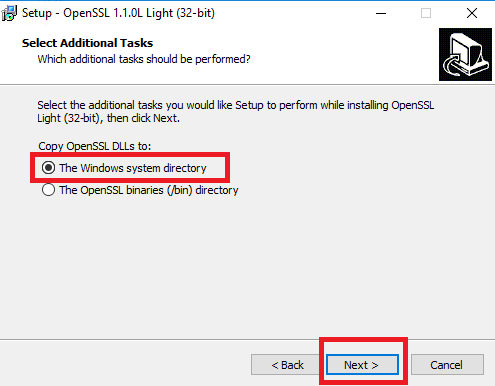 Setup - OpenSSL 1.1.0L Light (32-bit)
Select Additional Tasks
Which additional tasks should be performed?
Select the additional tasks you would like Setup to perform while installing OpenSSL
Light (32-bit), then click Next.
Copy OpenSSL DLLs to:
The Windows system directory
The OpenSSL binaries (/bin) directory
< Back Next > Cancel